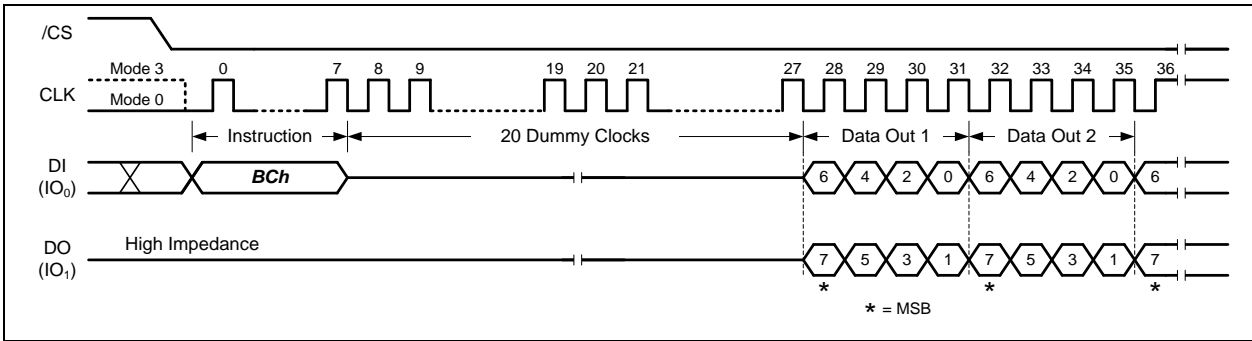 /CS
Mode 3 0 7 8 9 19 20 21 27 28 29 30 31 32 33 34 35 36
CLK
Mode 0
Instruction 20 Dummy Clocks Data Out 1 Data Out 2
DI
(IO₀)
BCh 6 4 2 0 6 4 2 0 6
High Impedance
DO
(IO₁)
7 5 3 1 7 5 3 1 7
* * *
* = MSB